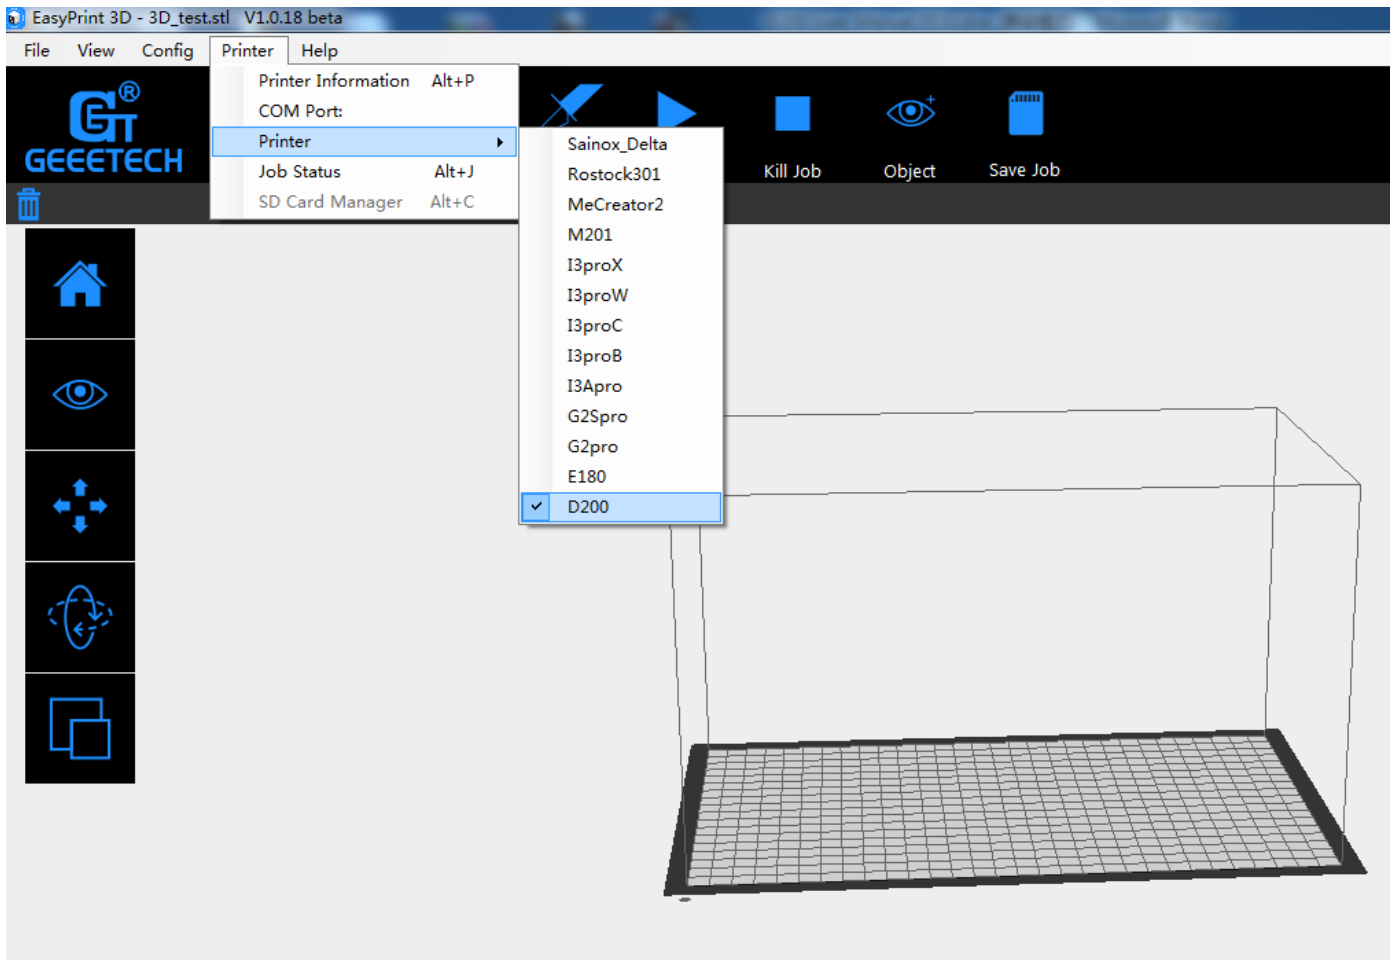 EasyPrint 3D - 3D_test.stl V1.0.18 beta
File View Config Printer Help
GEEETECH
®
Printer Information Alt+P
COM Port:
Printer
Job Status Alt+J
SD Card Manager Alt+C
Sainox_Delta
Rostock301
MeCreator2
M201
I3proX
I3proW
I3proC
I3proB
I3Apro
G2Spro
G2pro
E180
D200
Kill Job
Object
Save Job